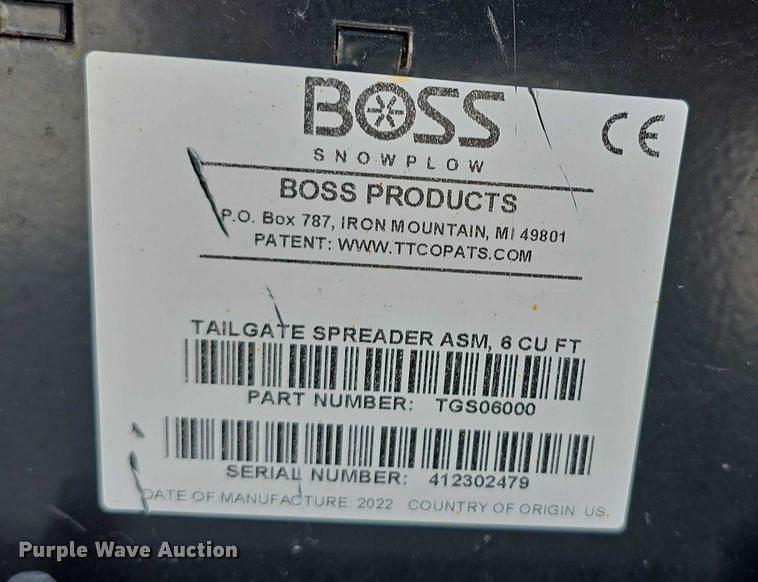 BOSS
SNOWPLOW
CE
BOSS PRODUCTS
P.O. Box 787, IRON MOUNTAIN, MI 49801
PATENT: WWW.TTCOPATS.COM
TAILGATE SPREADER ASM, 6 CU FT
PART NUMBER: TGS06000
SERIAL NUMBER: 412302479
DATE OF MANUFACTURE: 2022 COUNTRY OF ORIGIN: US
Purple Wave Auction